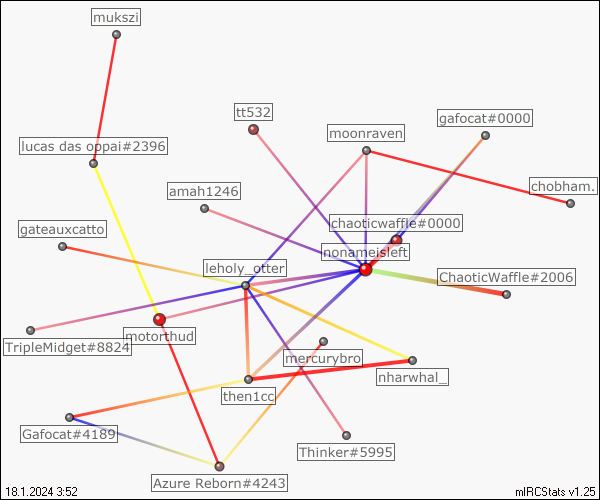 mukszi
tt532
gafocat#0000
moonraven
lucas das oppai#2396
amah1246
chobham.
gateauxcatto
chaoticwaffle#0000
nonameisleft
leholy_otter
ChaoticWaffle#2006
TripleMidget#8824
motorthud
mercurybro
nharwhal_
then1cc
Gafocat#4189
Thinker#5995
Azure Reborn#4243
18.1.2024 3:52
mIRCStats v1.25